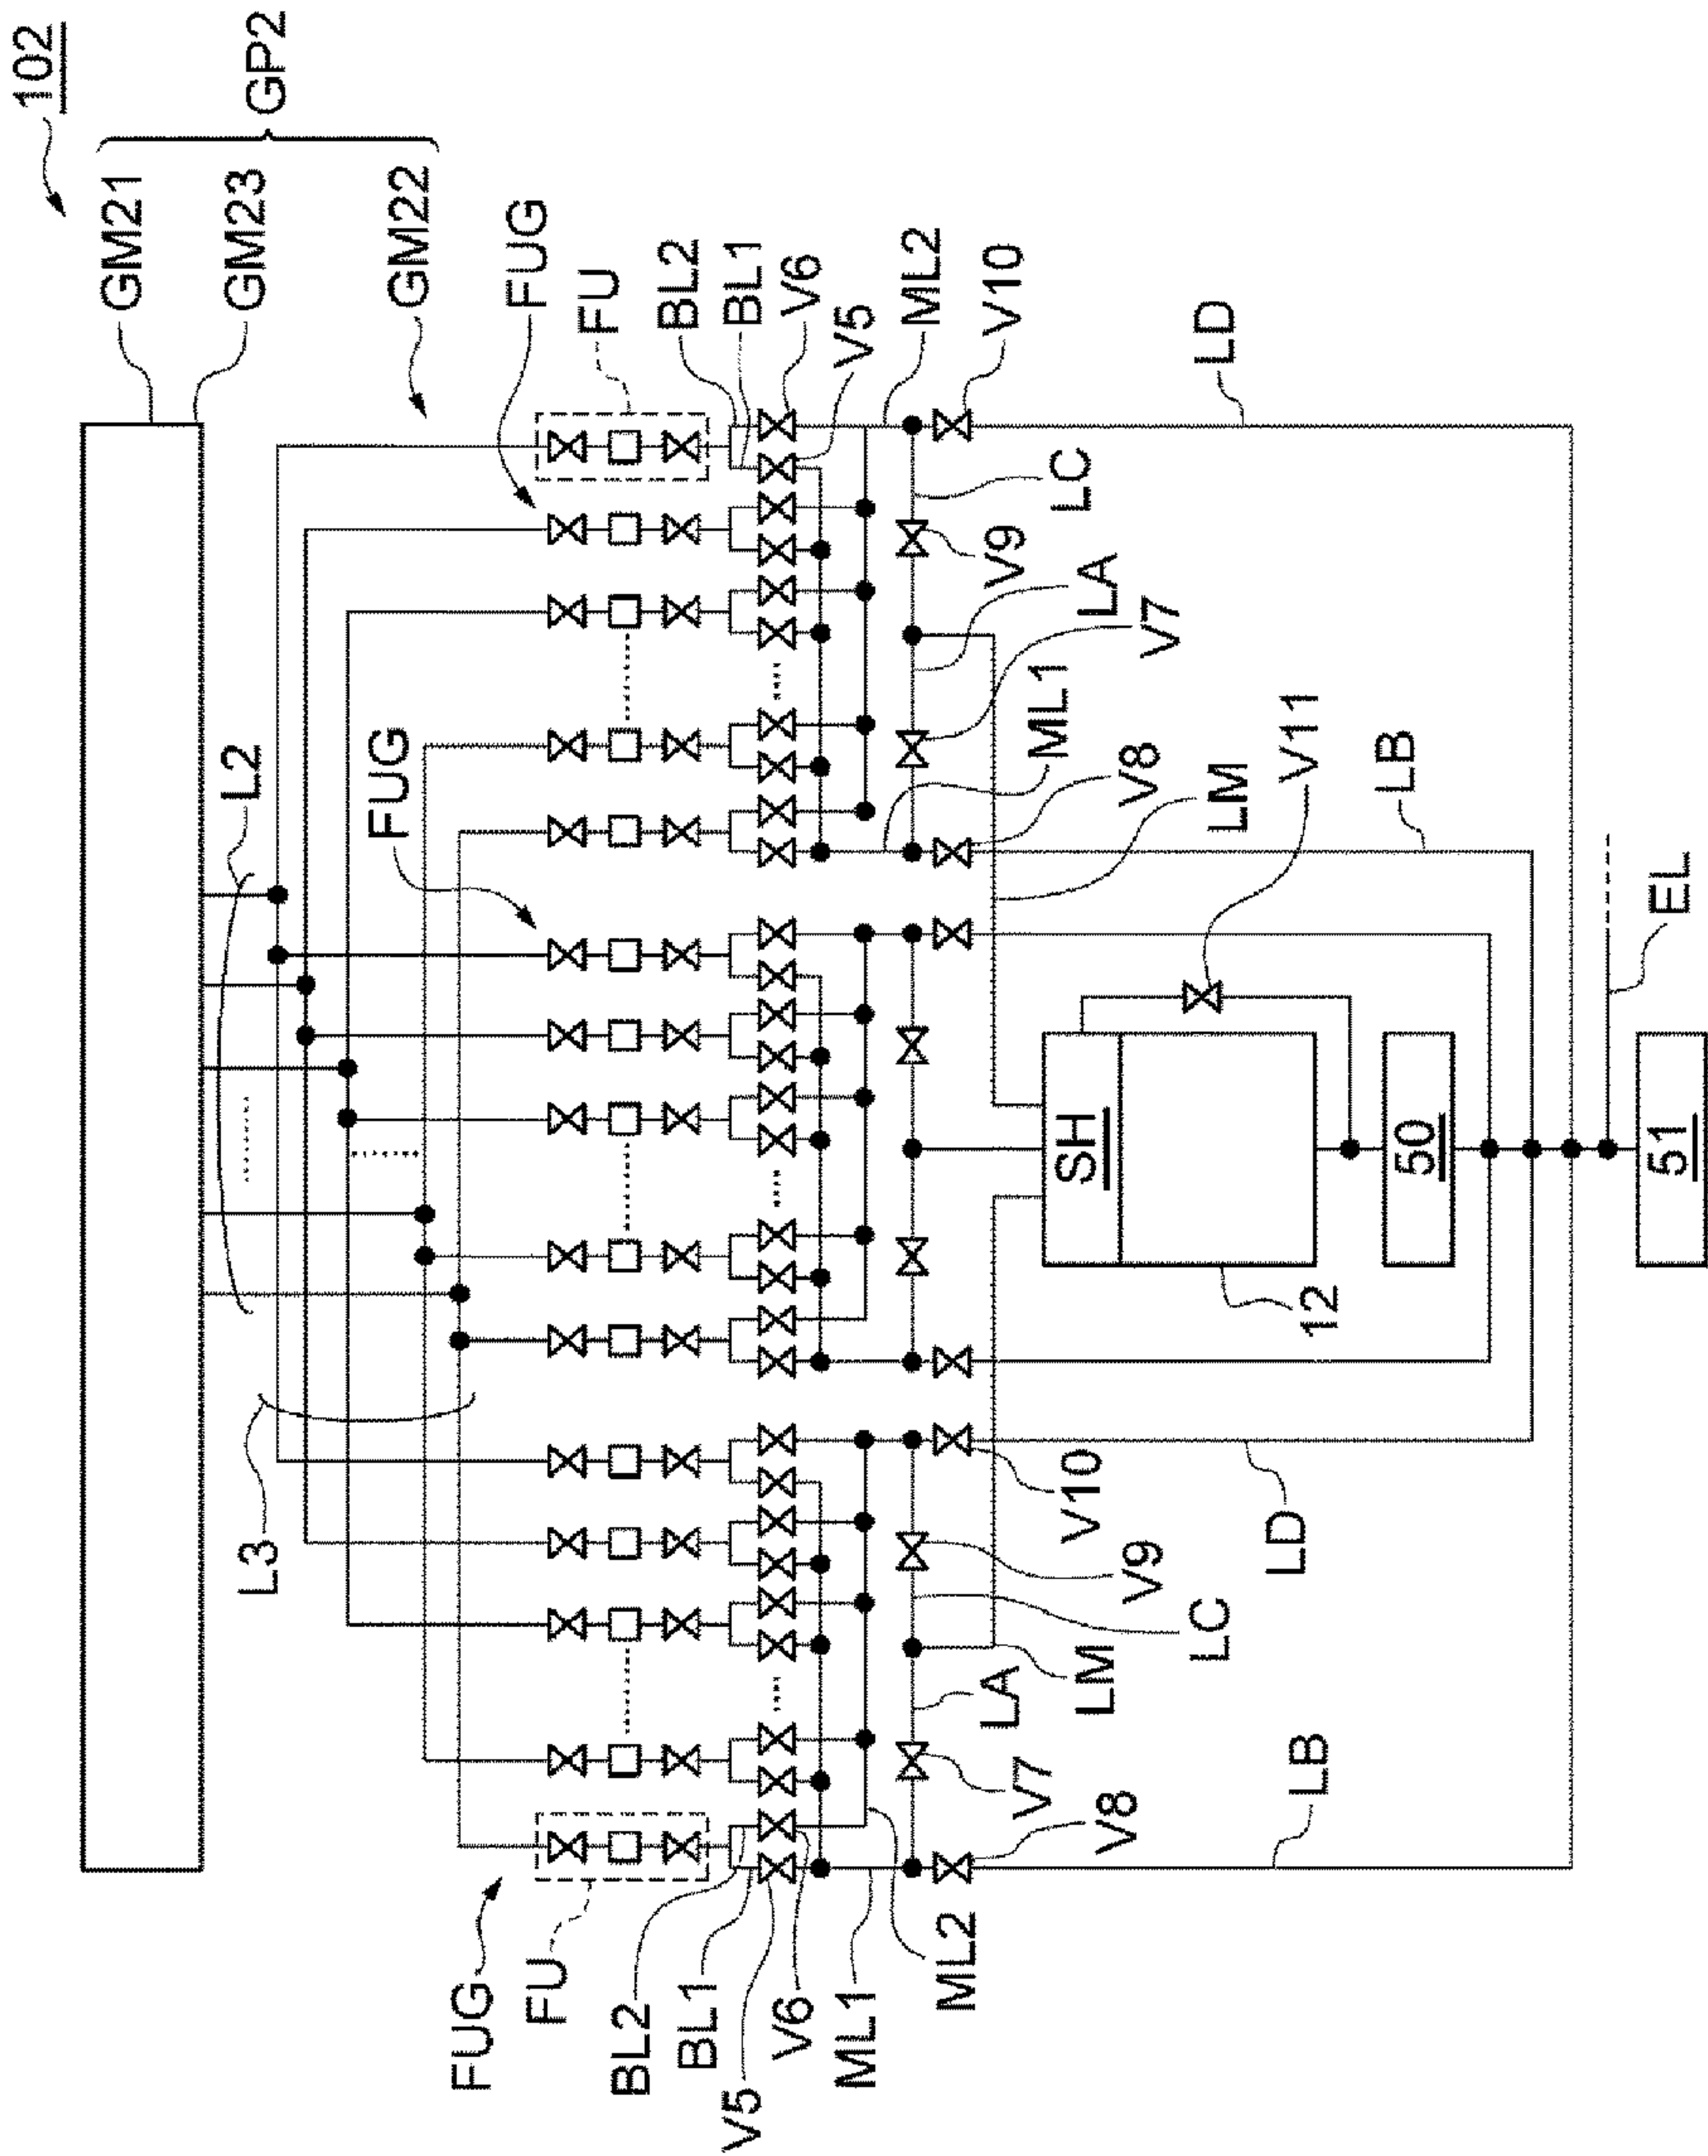 102
GM21
GM23
GP2
GM22
FUG
FU
BL2
BL1
V6
V5
ML2
V10
LD
LC
V9
LA
V7
ML1
V8
LM
V11
LB
EL
L2
FUG
SH
12
50
51
L3
V10
LD
V9
LC
LM
LA
V7
V8
LB
FUG
FU
BL2
BL1
V5
V6
ML1
ML2